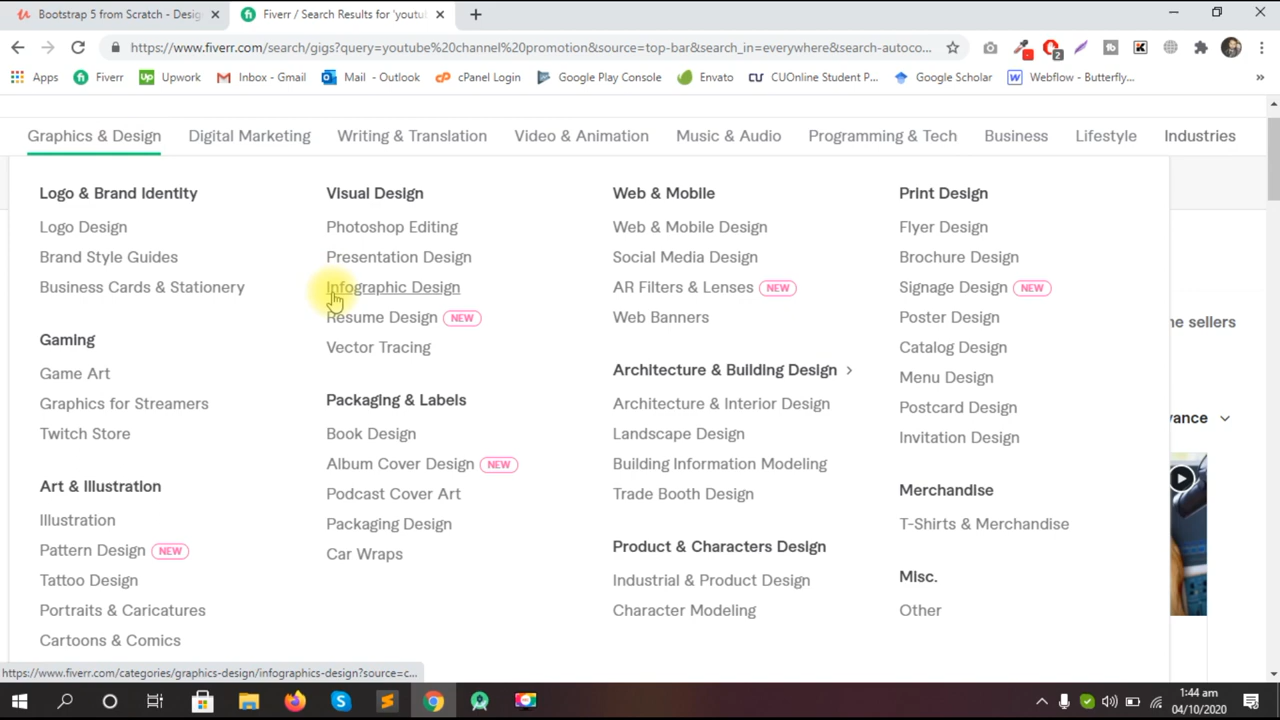 Bootstrap 5 from Scratch - Desig
Fiverr / Search Results for 'youtu
https://www.fiverr.com/search/gigs?query=youtube%20channel%20promotion&source=top-bar&search_in=everywhere&search-autoco...
Apps Fiverr Upwork Inbox - Gmail Mail - Outlook cPanel Login Google Play Console Envato CUOnline Student P... Google Scholar Webflow - Butterfly...
Graphics & Design Digital Marketing Writing & Translation Video & Animation Music & Audio Programming & Tech Business Lifestyle Industries
Logo & Brand Identity
Logo Design
Brand Style Guides
Business Cards & Stationery
Gaming
Game Art
Graphics for Streamers
Twitch Store
Art & Illustration
Illustration
Pattern Design NEW
Tattoo Design
Portraits & Caricatures
Cartoons & Comics
Visual Design
Photoshop Editing
Presentation Design
Infographic Design
Resume Design NEW
Vector Tracing
Packaging & Labels
Book Design
Album Cover Design NEW
Podcast Cover Art
Packaging Design
Car Wraps
Web & Mobile
Web & Mobile Design
Social Media Design
AR Filters & Lenses NEW
Web Banners
Architecture & Building Design
Architecture & Interior Design
Landscape Design
Building Information Modeling
Trade Booth Design
Product & Characters Design
Industrial & Product Design
Character Modeling
Print Design
Flyer Design
Brochure Design
Signage Design NEW
Poster Design
Catalog Design
Menu Design
Postcard Design
Invitation Design
Merchandise
T-Shirts & Merchandise
Misc.
Other
ne sellers
vance
https://www.fiverr.com/categories/graphics-design/infographics-design?source=c...
1:44 am
04/10/2020